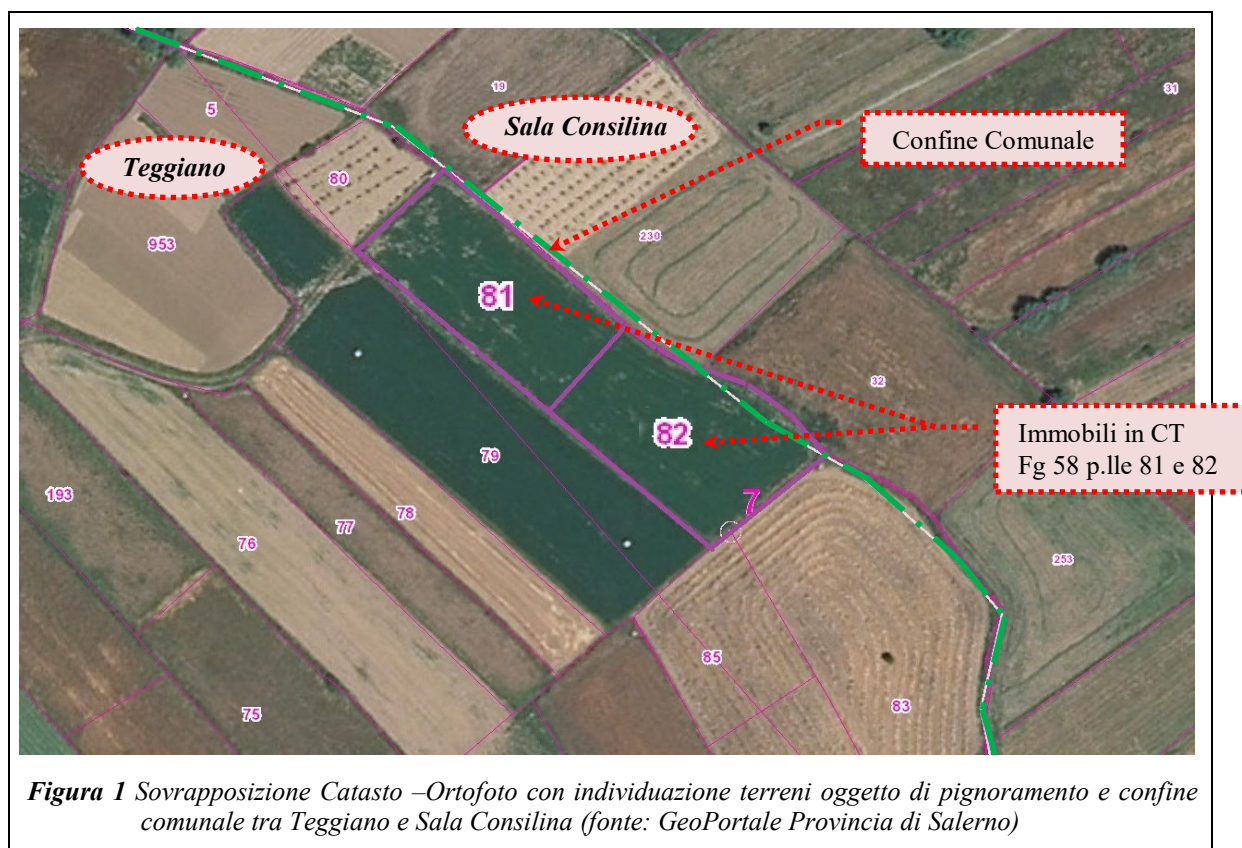 19
31
5
Sala Consilina
Confine Comunale
Teggiano
80
953
230
81
32
82
Immobili in CT
Fg 58 p.lle 81 e 82
79
193
78
7
77
76
253
85
83
75
Figura 1 Sovrapposizione Catasto –Ortofoto con individuazione terreni oggetto di pignoramento e confine
comunale tra Teggiano e Sala Consilina (fonte: GeoPortale Provincia di Salerno)